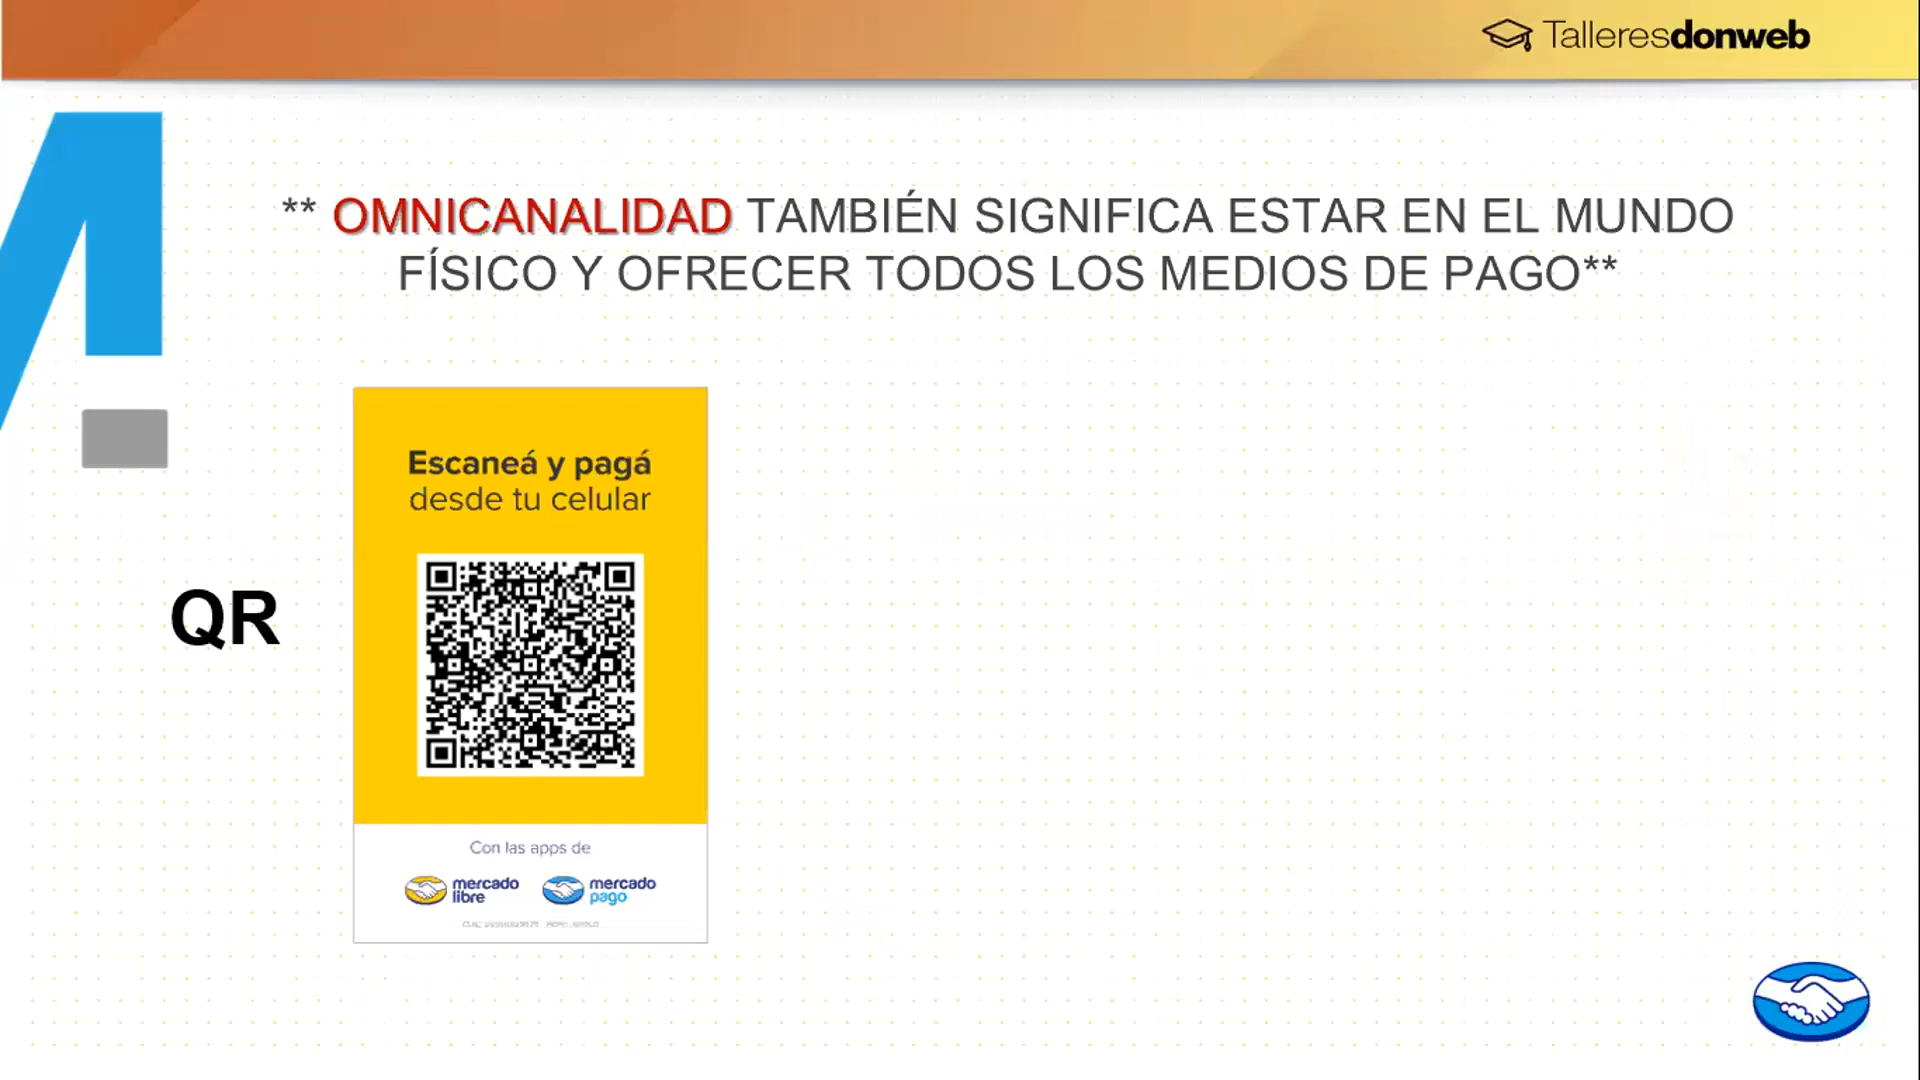 Talleresdonweb
** OMNICANALIDAD TAMBIÉN SIGNIFICA ESTAR EN EL MUNDO
FÍSICO Y OFRECER TODOS LOS MEDIOS DE PAGO**
Escaneá y pagá
desde tu celular
QR
Con las apps de
mercado libre
mercado pago